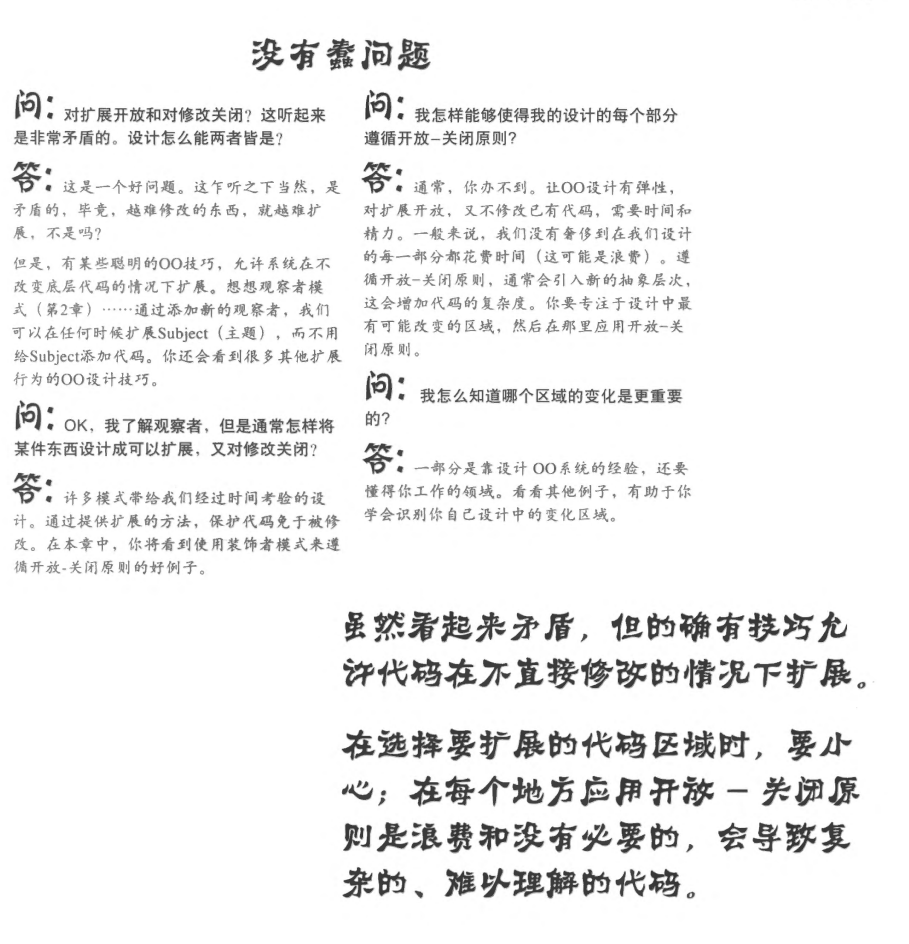 没有蠢问题
问：对扩展开放和对修改关闭？这听起来
是非常矛盾的。设计怎么能两者皆是？
答：这是一个好问题。这乍听之下当然，是
矛盾的，毕竟，越难修改的东西，就越难扩
展，不是吗？
但是，有某些聪明的OO技巧，允许系统在不
改变底层代码的情况下扩展。想想观察者模
式（第2章）……通过添加新的观察者，我们
可以在任何时候扩展Subject（主题），而不用
给Subject添加代码。你还会看到很多其他扩展
行为的OO设计技巧。
问：OK，我了解观察者，但是通常怎样将
某件东西设计成可以扩展，又对修改关闭？
答：许多模式带给我们经过时间考验的设
计。通过提供扩展的方法，保护代码免于被修
改。在本章中，你将看到使用装饰者模式来遵
循开放-关闭原则的好例子。
问：我怎样能够使得我的设计的每个部分
遵循开放–关闭原则？
答：通常，你办不到。让OO设计有弹性，
对扩展开放，又不修改已有代码，需要时间和
精力。一般来说，我们没有奢侈到在我们设计
的每一部分都花费时间（这可能是浪费）。遵
循开放–关闭原则，通常会引入新的抽象层次，
这会增加代码的复杂度。你要专注于设计中最
有可能改变的区域，然后在那里应用开放–关
闭原则。
问：我怎么知道哪个区域的变化是更重要
的？
答：一部分是靠设计 OO系统的经验，还要
懂得你工作的领域。看看其他例子，有助于你
学会识别你自己设计中的变化区域。
虽然看起来矛盾，但的确有技巧允
许代码在不直接修改的情况下扩展。
在选择要扩展的代码区域时，要小
心；在每个地方应用开放 – 关闭原
则是浪费和没有必要的，会导致复
杂的、难以理解的代码。